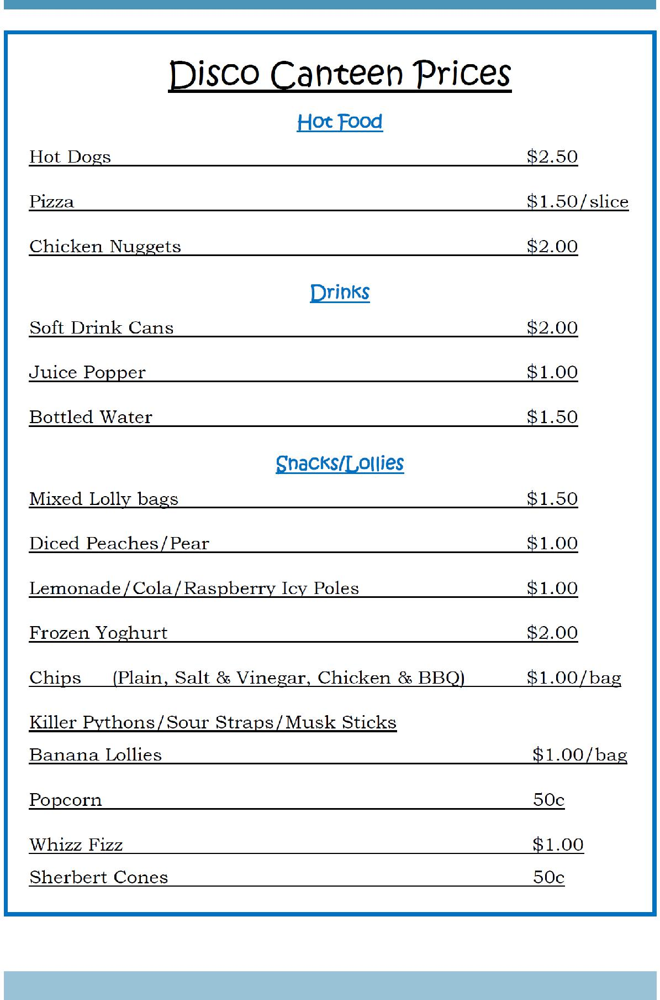 Disco Canteen Prices
Hot Food
Hot Dogs $2.50
Pizza $1.50/slice
Chicken Nuggets $2.00
Drinks
Soft Drink Cans $2.00
Juice Popper $1.00
Bottled Water $1.50
Snacks/Lollies
Mixed Lolly bags $1.50
Diced Peaches/Pear $1.00
Lemonade/Cola/Raspberry Icy Poles $1.00
Frozen Yoghurt $2.00
Chips (Plain, Salt & Vinegar, Chicken & BBQ) $1.00/bag
Killer Pythons/Sour Straps/Musk Sticks
Banana Lollies $1.00/bag
Popcorn 50c
Whizz Fizz $1.00
Sherbert Cones 50c